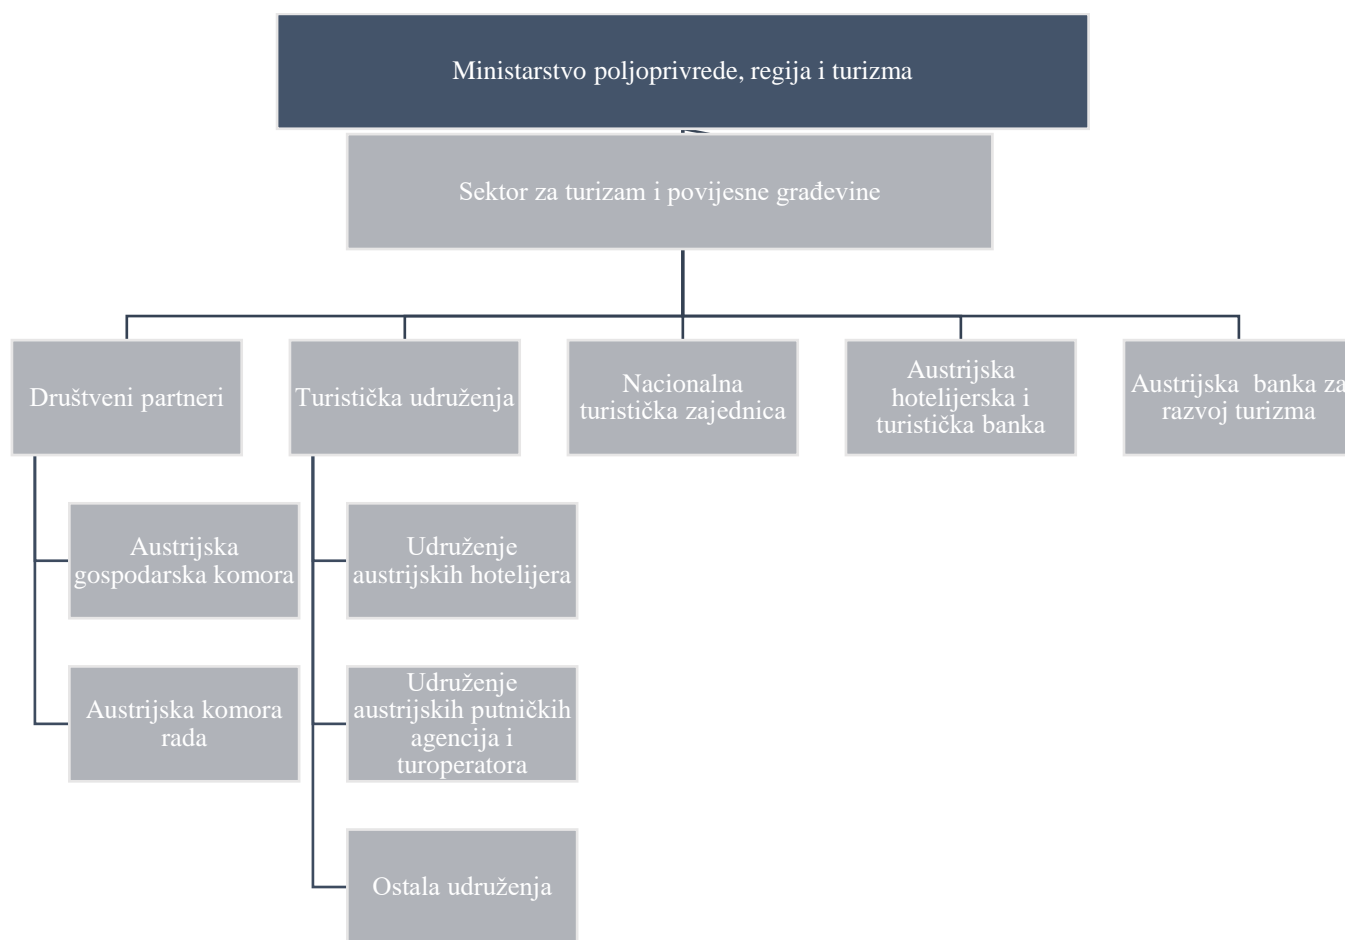 Ministarstvo poljoprivrede, regija i turizma
Sektor za turizam i povijesne građevine
Društveni partneri
Turistička udruženja
Nacionalna
turistička zajednica
Austrijska
hotelijerska i
turistička banka
Austrijska  banka za
razvoj turizma
Austrijska
gospodarska komora
Udruženje
austrijskih hotelijera
Austrijska komora
rada
Udruženje
austrijskih putničkih
agencija i
turoperatora
Ostala udruženja